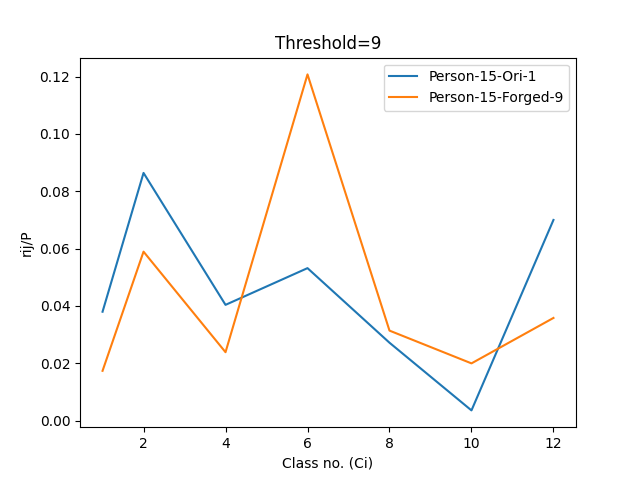 Threshold=9
Person-15-Ori-1
Person-15-Forged-9
0.12
0.10
0.08
0.06
0.04
0.02
0.00
rij/P
2 4 6 8 10 12
Class no. (Ci)